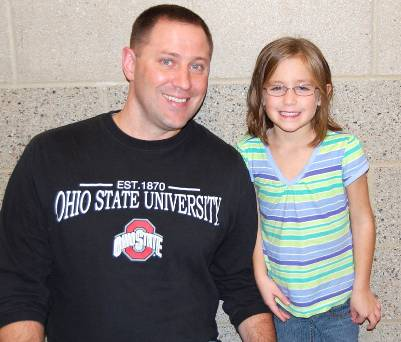 EST. 1870
OHIO STATE UNIVERSITY
OHIO STATE